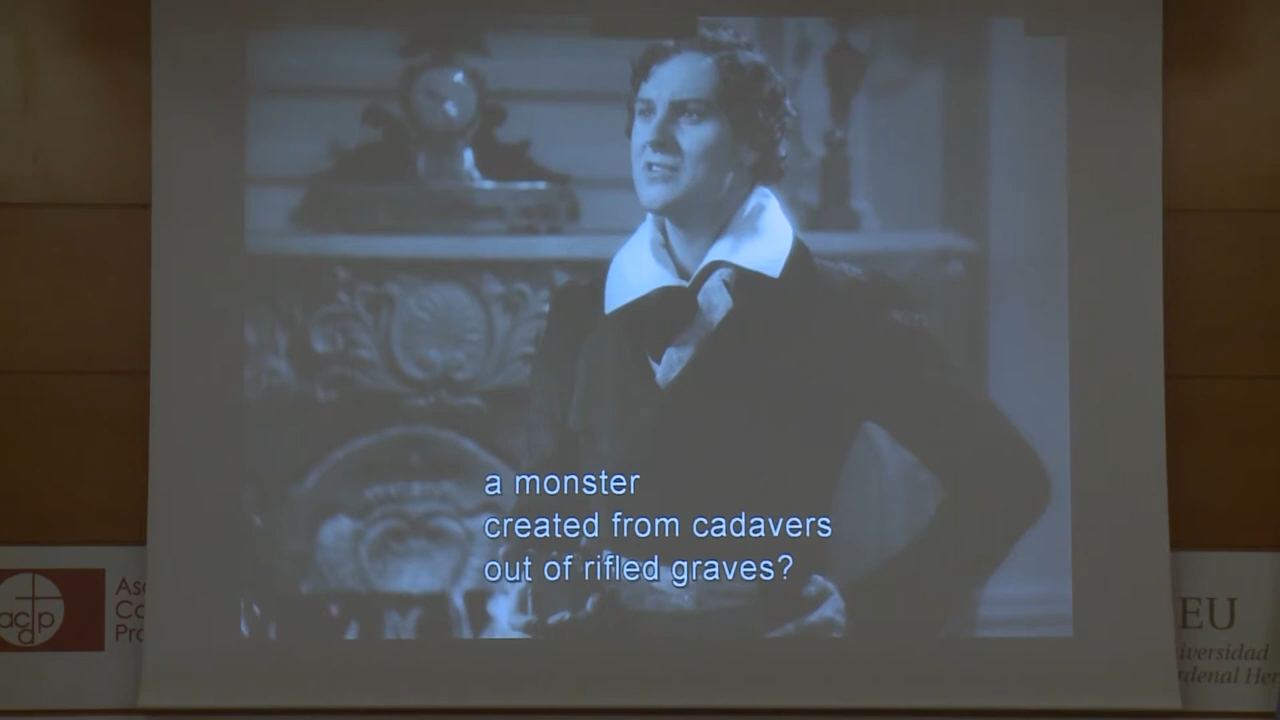 a monster
created from cadavers
out of rifled graves?
acdp
EU